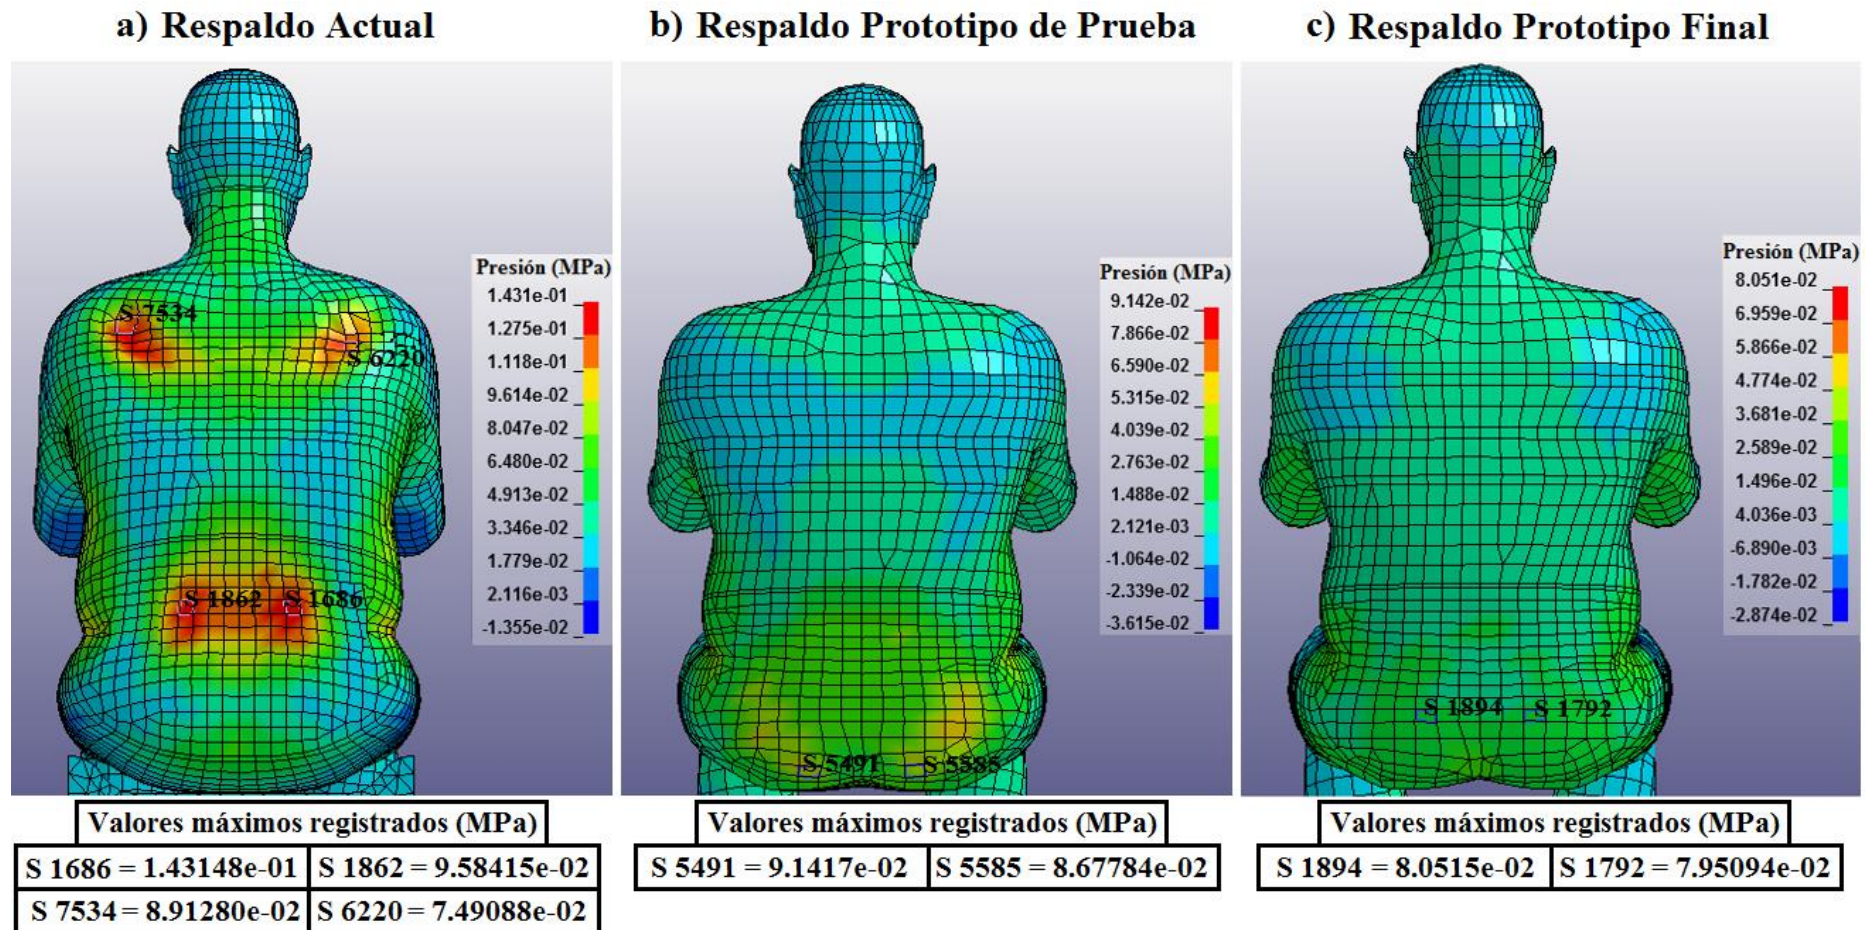 a) Respaldo Actual
b) Respaldo Prototipo de Prueba
c) Respaldo Prototipo Final
S 7534
S 6220
S 1862
S 1686
Presión (MPa)
1.431e-01
1.275e-01
1.118e-01
9.614e-02
8.047e-02
6.480e-02
4.913e-02
3.346e-02
1.779e-02
2.116e-03
-1.355e-02
S 5491
S 5585
Presión (MPa)
9.142e-02
7.866e-02
6.590e-02
5.315e-02
4.039e-02
2.763e-02
1.488e-02
2.121e-03
-1.064e-02
-2.339e-02
-3.615e-02
S 1894
S 1792
Presión (MPa)
8.051e-02
6.959e-02
5.866e-02
4.774e-02
3.681e-02
2.589e-02
1.496e-02
4.036e-03
-6.890e-03
-1.782e-02
-2.874e-02
Valores máximos registrados (MPa)
S 1686 = 1.43148e-01 S 1862 = 9.58415e-02
S 7534 = 8.91280e-02 S 6220 = 7.49088e-02
Valores máximos registrados (MPa)
S 5491 = 9.1417e-02 S 5585 = 8.67784e-02
Valores máximos registrados (MPa)
S 1894 = 8.0515e-02 S 1792 = 7.95094e-02